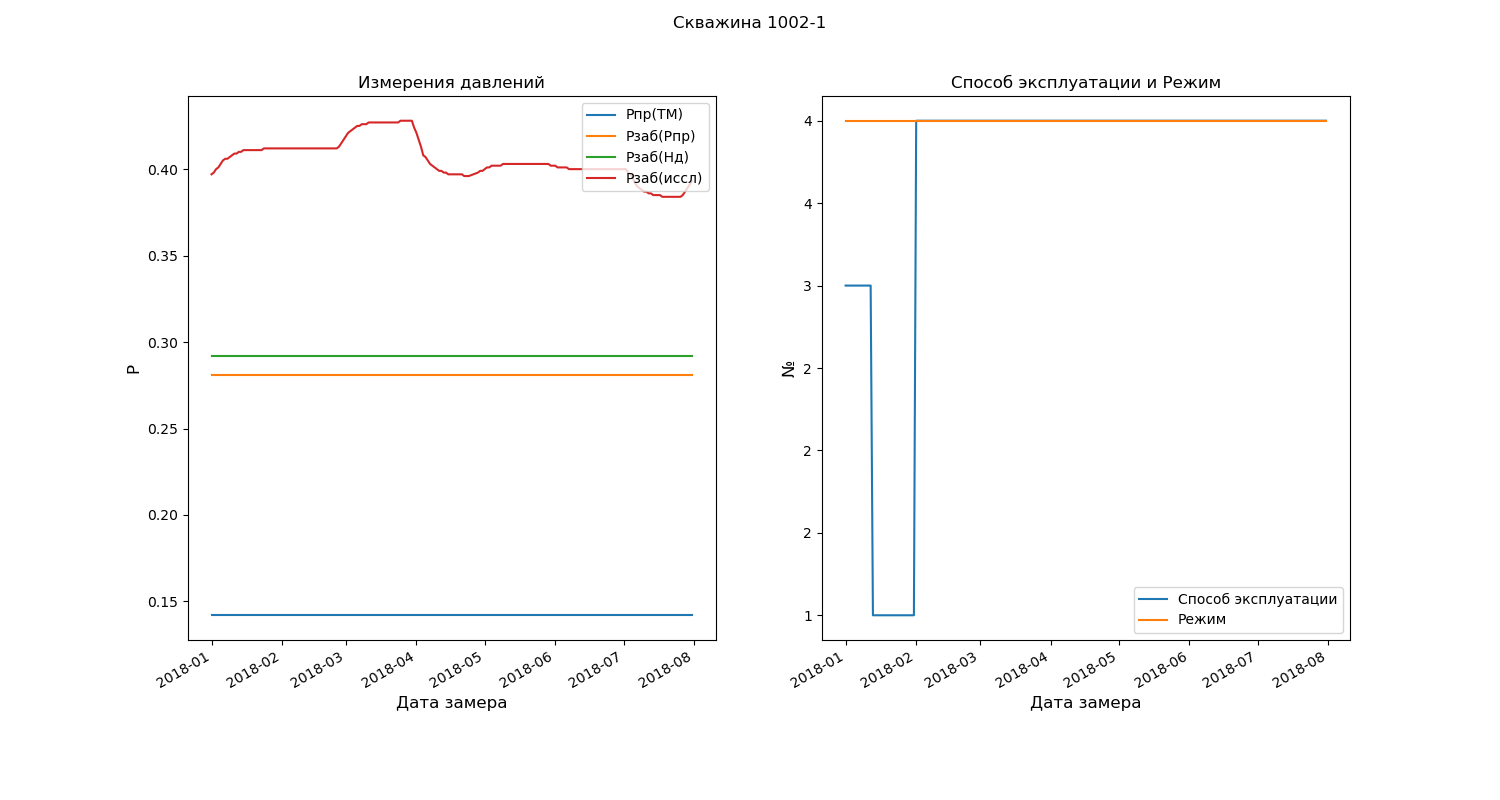 Скважина 1002-1
Измерения давлений
Рпр(ТМ)
Рзаб(Рпр)
Рзаб(Нд)
Рзаб(иссл)
0.40
0.35
0.30
0.25
0.20
0.15
Р
2018-01
2018-02
2018-03
2018-04
2018-05
2018-06
2018-07
2018-08
Дата замера
Способ эксплуатации и Режим
4
4
3
2
2
2
1
№
Способ эксплуатации
Режим
2018-01
2018-02
2018-03
2018-04
2018-05
2018-06
2018-07
2018-08
Дата замера